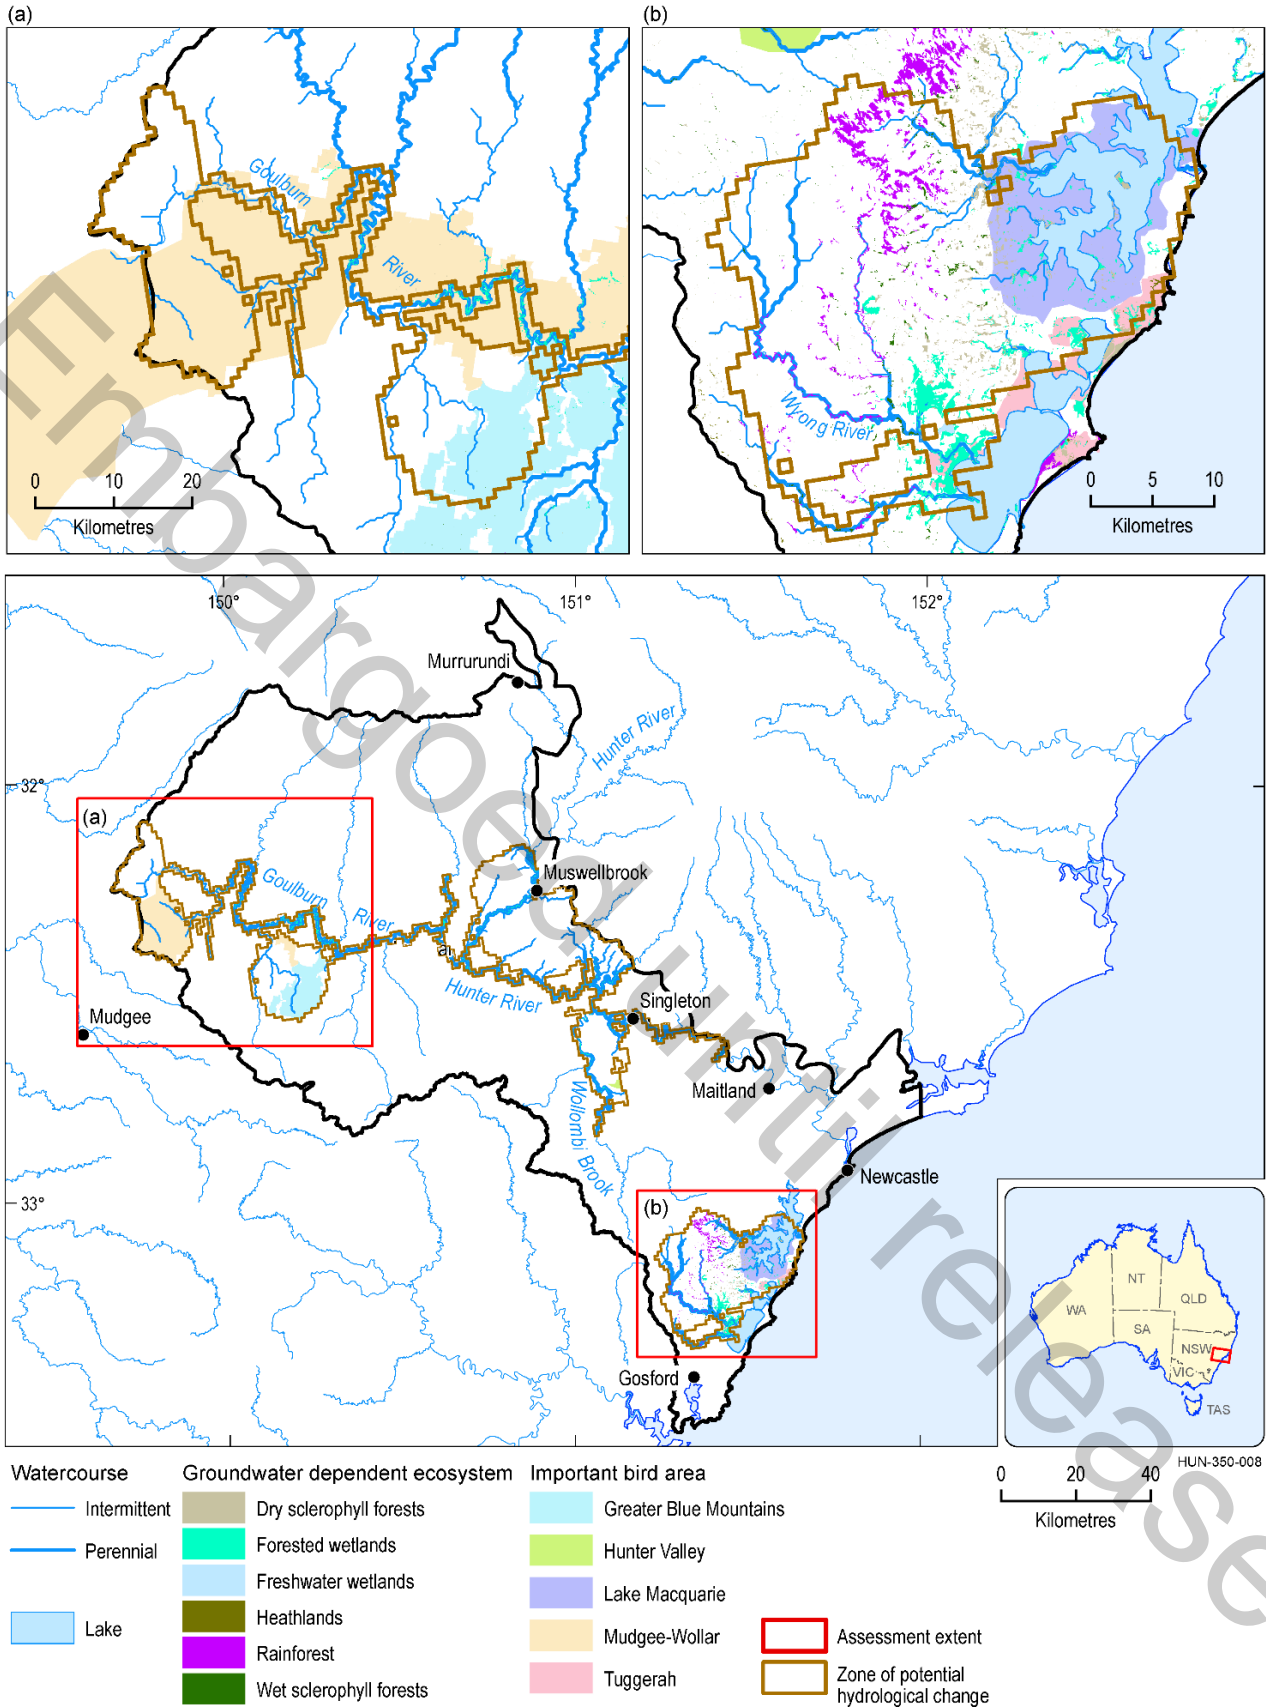 (a)
(b)
Goulburn
River
0 10 20
Kilometres
Wyong River
0 5 10
Kilometres
150° 151° 152°
Murrurundi
Hunter River
32°
(a)
Muswellbrook
Goulburn
River
Hunter River
Singleton
Mudgee
Maitland
Wollombi Brook
Newcastle
33°
(b)
Gosford
NT
WA
QLD
SA
NSW
VIC
TAS
HUN-350-008
0 20 40
Kilometres
Watercourse
Intermittent
Perennial
Lake
Groundwater dependent ecosystem
Dry sclerophyll forests
Forested wetlands
Freshwater wetlands
Heathlands
Rainforest
Wet sclerophyll forests
Important bird area
Greater Blue Mountains
Hunter Valley
Lake Macquarie
Mudgee-Wollar
Tuggerah
Assessment extent
Zone of potential
hydrological change
Embargoed until release